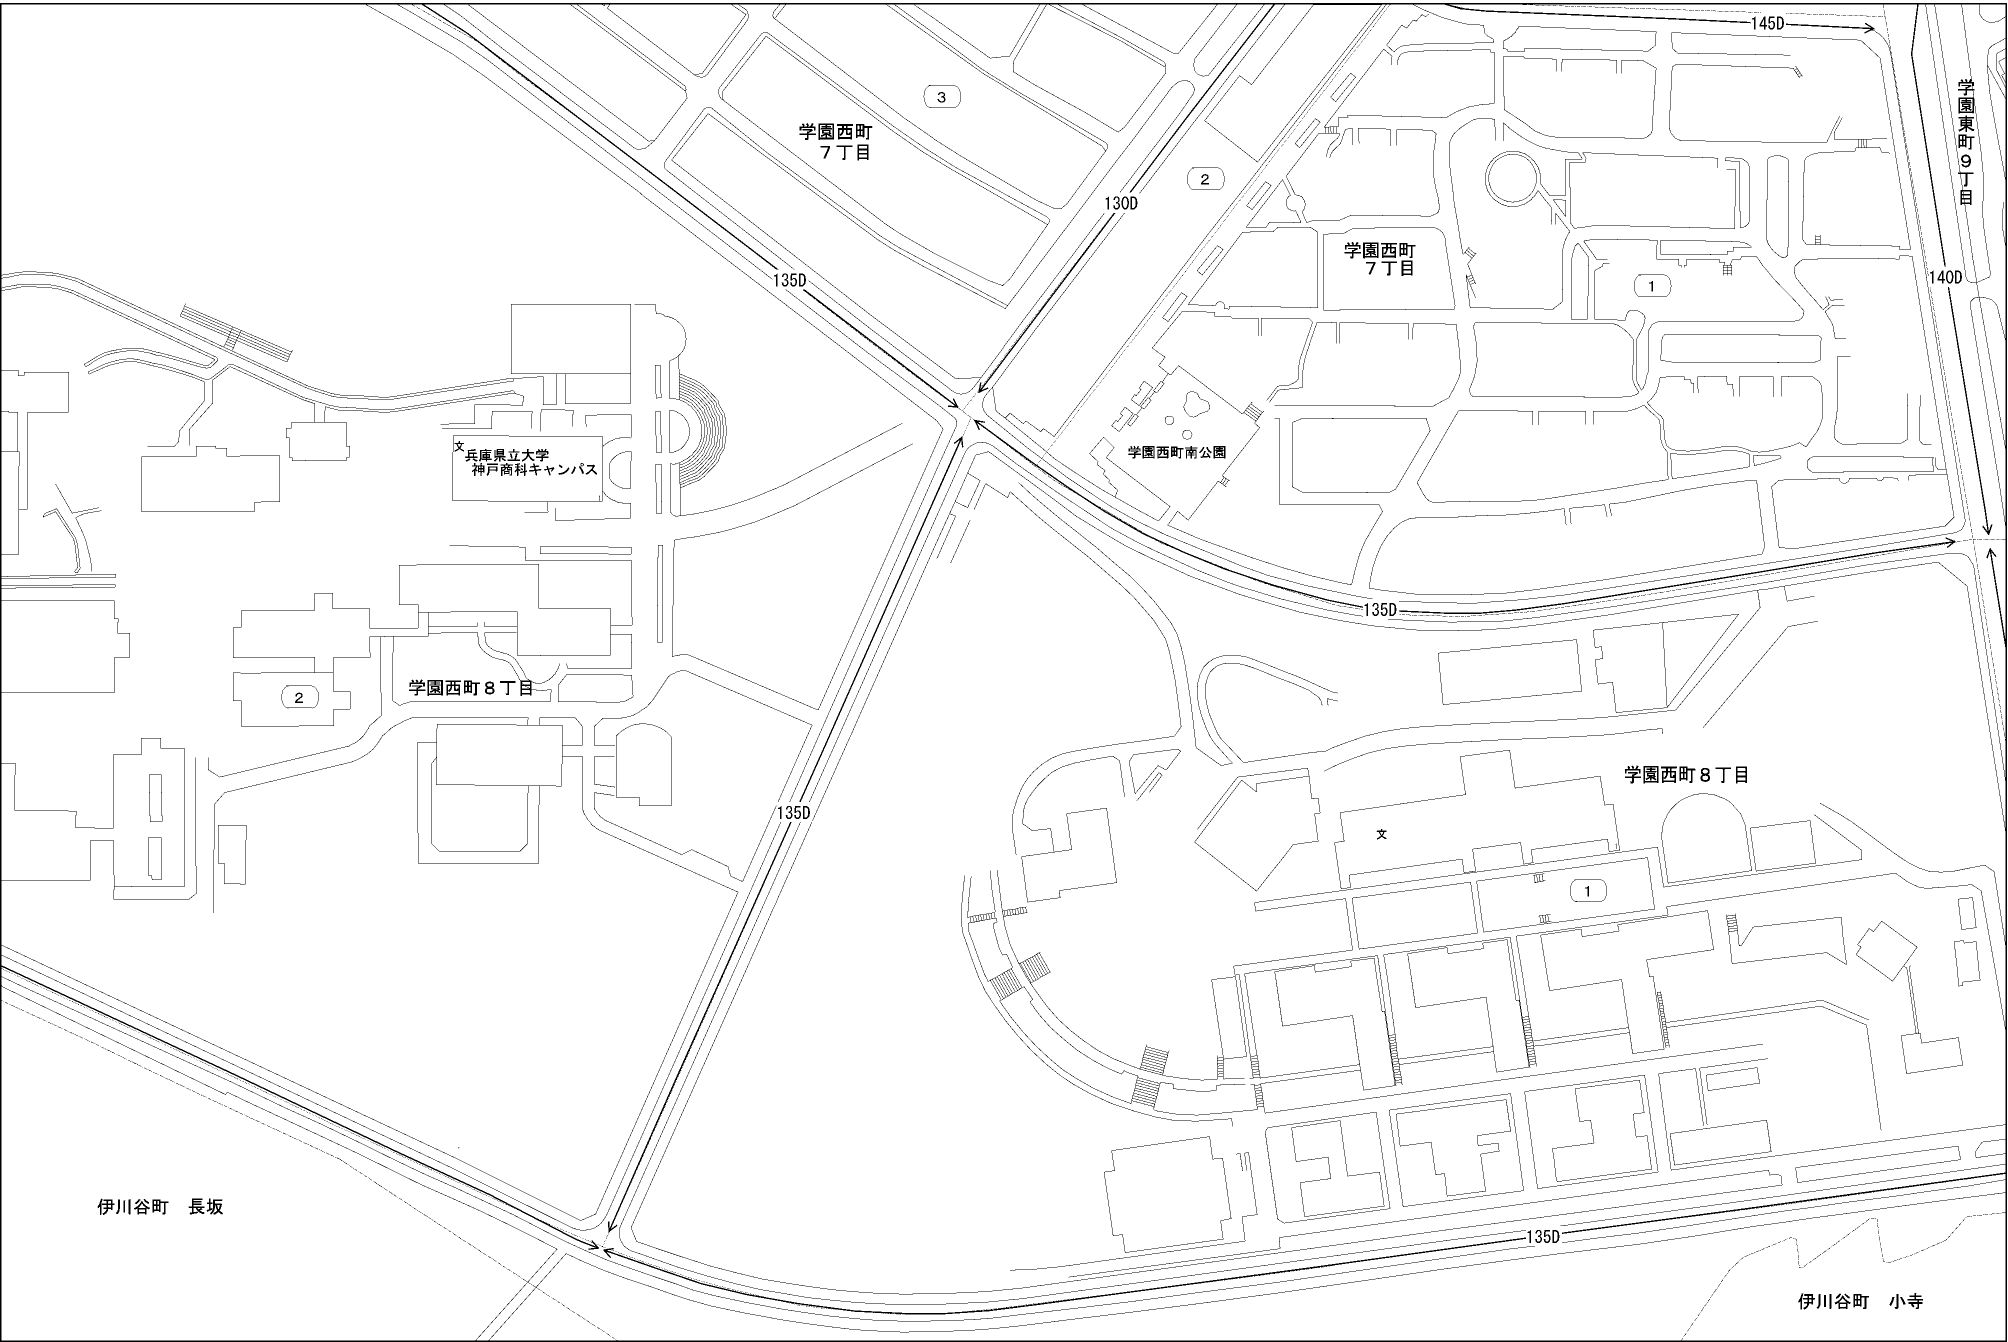 145D
学園東町9丁目
3
学園西町
7丁目
2
130D
学園西町
7丁目
140D
135D
1
文
兵庫県立大学
神戸商科キャンパス
学園西町南公園
135D
学園西町8丁目
2
学園西町8丁目
135D
文
1
伊川谷町 長坂
135D
伊川谷町 小寺